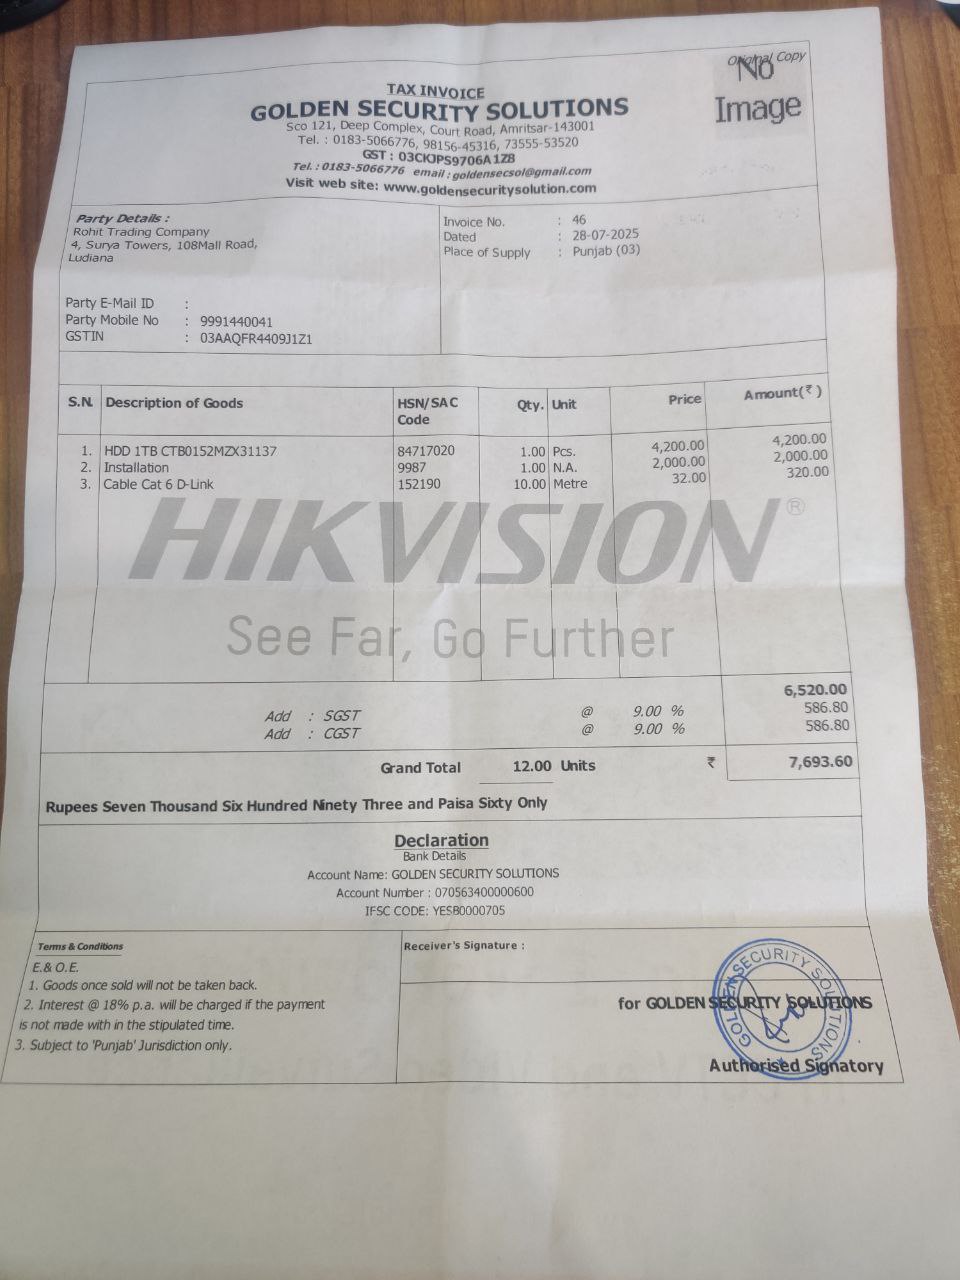 Original Copy
No
Image
TAX INVOICE
GOLDEN SECURITY SOLUTIONS
Sco 121, Deep Complex, Court Road, Amritsar-143001
Tel. : 0183-5066776, 98156-45316, 73555-53520
GST : 03CKJPS9706A1Z8
Tel. : 0183-5066776 email : goldensecsol@gmail.com
Visit web site: www.goldensecuritysolution.com
Party Details :
Rohit Trading Company
4, Surya Towers, 108Mall Road,
Ludiana
Party E-Mail ID :
Party Mobile No : 9991440041
GSTIN : 03AAQFR4409J1Z1
Invoice No. : 46
Dated : 28-07-2025
Place of Supply : Punjab (03)
S.N. Description of Goods HSN/SAC Code Qty. Unit Price Amount(₹)
1. HDD 1TB CTB0152MZX31137 84717020 1.00 Pcs. 4,200.00 4,200.00
2. Installation 9987 1.00 N.A. 2,000.00 2,000.00
3. Cable Cat 6 D-Link 152190 10.00 Metre 32.00 320.00
HIKVISION®
See Far, Go Further
6,520.00
Add : SGST @ 9.00 % 586.80
Add : CGST @ 9.00 % 586.80
Grand Total 12.00 Units ₹ 7,693.60
Rupees Seven Thousand Six Hundred Ninety Three and Paisa Sixty Only
Declaration
Bank Details
Account Name: GOLDEN SECURITY SOLUTIONS
Account Number : 070563400000600
IFSC CODE: YESB0000705
Terms & Conditions
E.& O.E.
1. Goods once sold will not be taken back.
2. Interest @ 18% p.a. will be charged if the payment
is not made with in the stipulated time.
3. Subject to 'Punjab' Jurisdiction only.
Receiver's Signature :
for GOLDEN SECURITY SOLUTIONS
GOLDEN SECURITY SOLUTIONS
Authorised Signatory